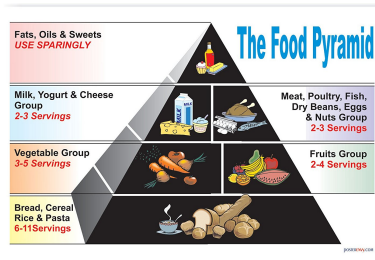 Fats, Oils & Sweets
USE SPARINGLY
The Food Pyramid
Milk, Yogurt & Cheese
Group
2-3 Servings
MILK
Meat, Poultry, Fish,
Dry Beans, Eggs
& Nuts Group
2-3 Servings
Vegetable Group
3-5 Servings
Fruits Group
2-4 Servings
Bread, Cereal
Rice & Pasta
6-11Servings